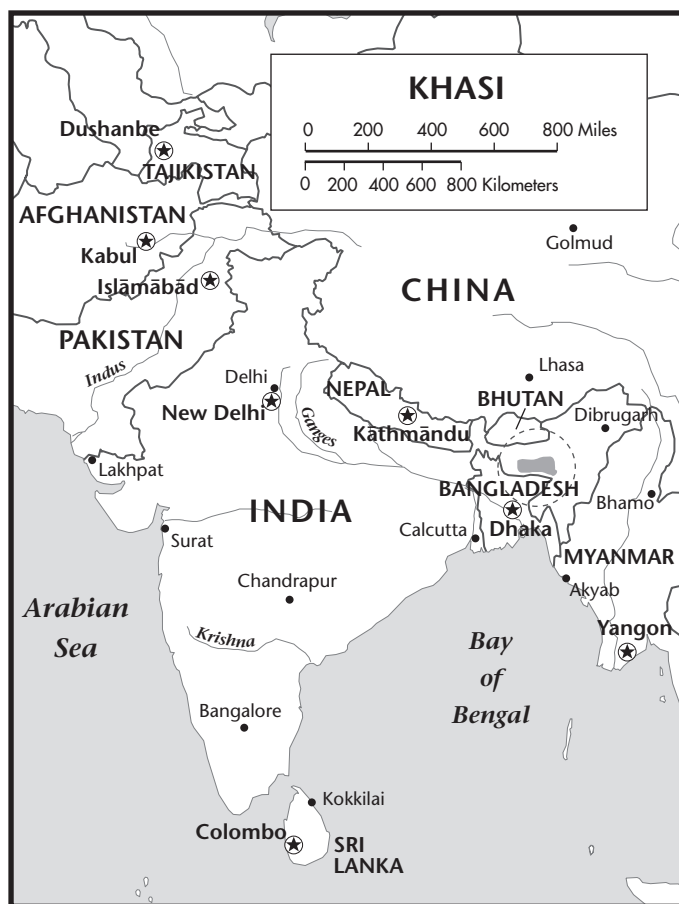 KHASI
0 200 400 600 800 Miles
0 200 400 600 800 Kilometers
Dushanbe
TAJIKISTAN
AFGHANISTAN
Kabul
Islāmābād
Golmud
CHINA
PAKISTAN
Indus
Delhi
New Delhi
Ganges
NEPAL
Kāthmāndu
Lhasa
BHUTAN
Dibrugarh
Lakhpat
BANGLADESH
Bhamo
INDIA
Surat
Calcutta
Dhaka
MYANMAR
Chandrapur
Akyab
Arabian
Sea
Krishna
Yangon
Bay
of
Bengal
Bangalore
Kokkilai
Colombo
SRI
LANKA